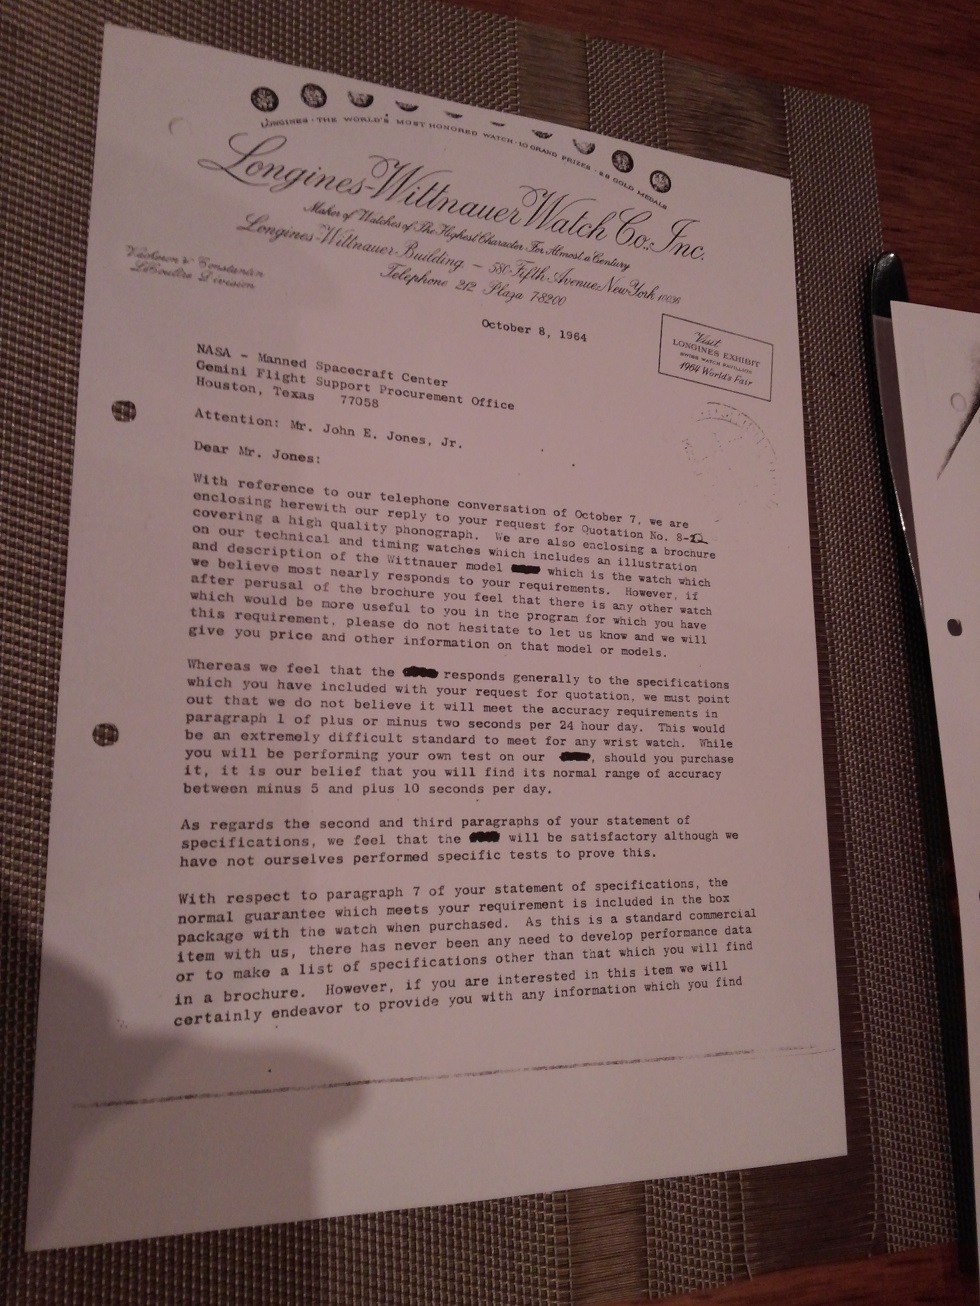 LONGINES · THE WORLD'S MOST HONORED WATCH · 10 GRAND PRIZES · 28 GOLD MEDALS
Longines-Wittnauer Watch Co. Inc.
Maker of Watches of The Highest Character For Almost a Century
Longines-Wittnauer Building - 580 Fifth Avenue New York 10036
Telephone 212 Plaza 7-8200
Vacheron & Constantin
LeCoultre Division
October 8, 1964
Visit
LONGINES EXHIBIT
SWISS WATCH PAVILLION
1964 World's Fair
NASA - Manned Spacecraft Center
Gemini Flight Support Procurement Office
Houston, Texas 77058
Attention: Mr. John E. Jones, Jr.
Dear Mr. Jones:
With reference to our telephone conversation of October 7, we are
enclosing herewith our reply to your request for Quotation No. 8-
covering a high quality phonograph. We are also enclosing a brochure
on our technical and timing watches which includes an illustration
and description of the Wittnauer model which is the watch which
we believe most nearly responds to your requirements. However, if
after perusal of the brochure you feel that there is any other watch
which would be more useful to you in the program for which you have
this requirement, please do not hesitate to let us know and we will
give you price and other information on that model or models.
Whereas we feel that the responds generally to the specifications
which you have included with your request for quotation, we must point
out that we do not believe it will meet the accuracy requirements in
paragraph 1 of plus or minus two seconds per 24 hour day. This would
be an extremely difficult standard to meet for any wrist watch. While
you will be performing your own test on our , should you purchase
it, it is our belief that you will find its normal range of accuracy
between minus 5 and plus 10 seconds per day.
As regards the second and third paragraphs of your statement of
specifications, we feel that the will be satisfactory although we
have not ourselves performed specific tests to prove this.
With respect to paragraph 7 of your statement of specifications, the
normal guarantee which meets your requirement is included in the box
package with the watch when purchased. As this is a standard commercial
item with us, there has never been any need to develop performance data
or to make a list of specifications other than that which you will find
in a brochure. However, if you are interested in this item we will
certainly endeavor to provide you with any information which you find